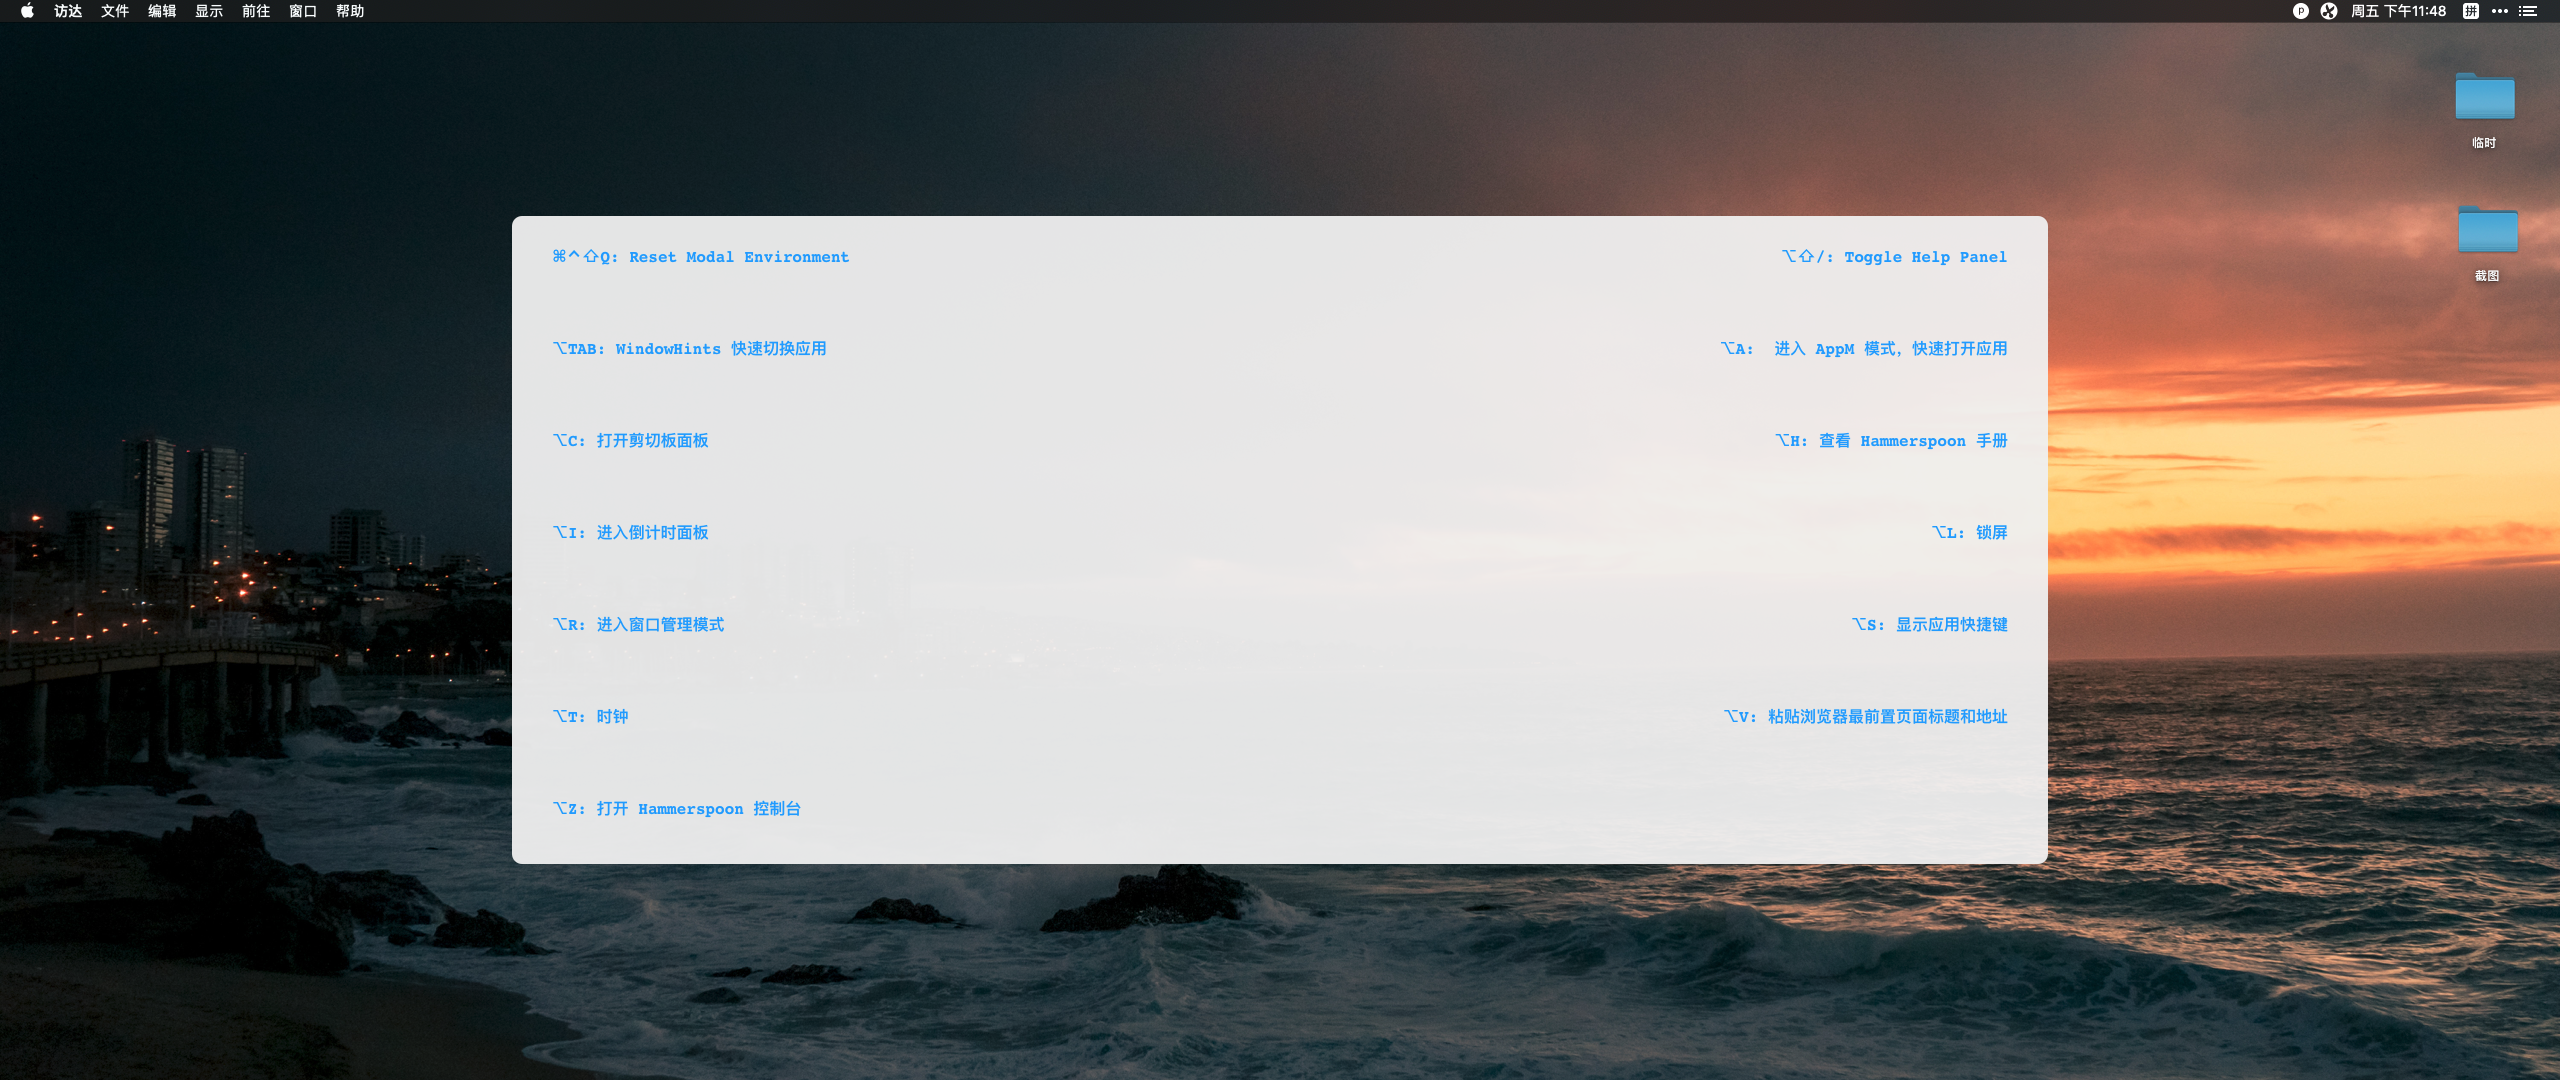 访达 文件 编辑 显示 前往 窗口 帮助
P 周五 下午11:48 拼
临时
截图
⌘⌃⇧Q: Reset Modal Environment
⌥⇧/: Toggle Help Panel
⌥TAB: WindowHints 快速切换应用
⌥A: 进入 AppM 模式，快速打开应用
⌥C: 打开剪切板面板
⌥H: 查看 Hammerspoon 手册
⌥I: 进入倒计时面板
⌥L: 锁屏
⌥R: 进入窗口管理模式
⌥S: 显示应用快捷键
⌥T: 时钟
⌥V: 粘贴浏览器最前置页面标题和地址
⌥Z: 打开 Hammerspoon 控制台